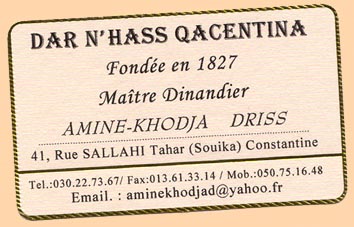 DAR N'HASS QACENTINA
Fondée en 1827
Maître Dinandier
AMINE-KHODJA DRISS
41, Rue SALLAHI Tahar (Souika) Constantine
Tel.:030.22.73.67/ Fax:013.61.33.14 / Mob.:050.75.16.48
Email. : aminekhodjad@yahoo.fr